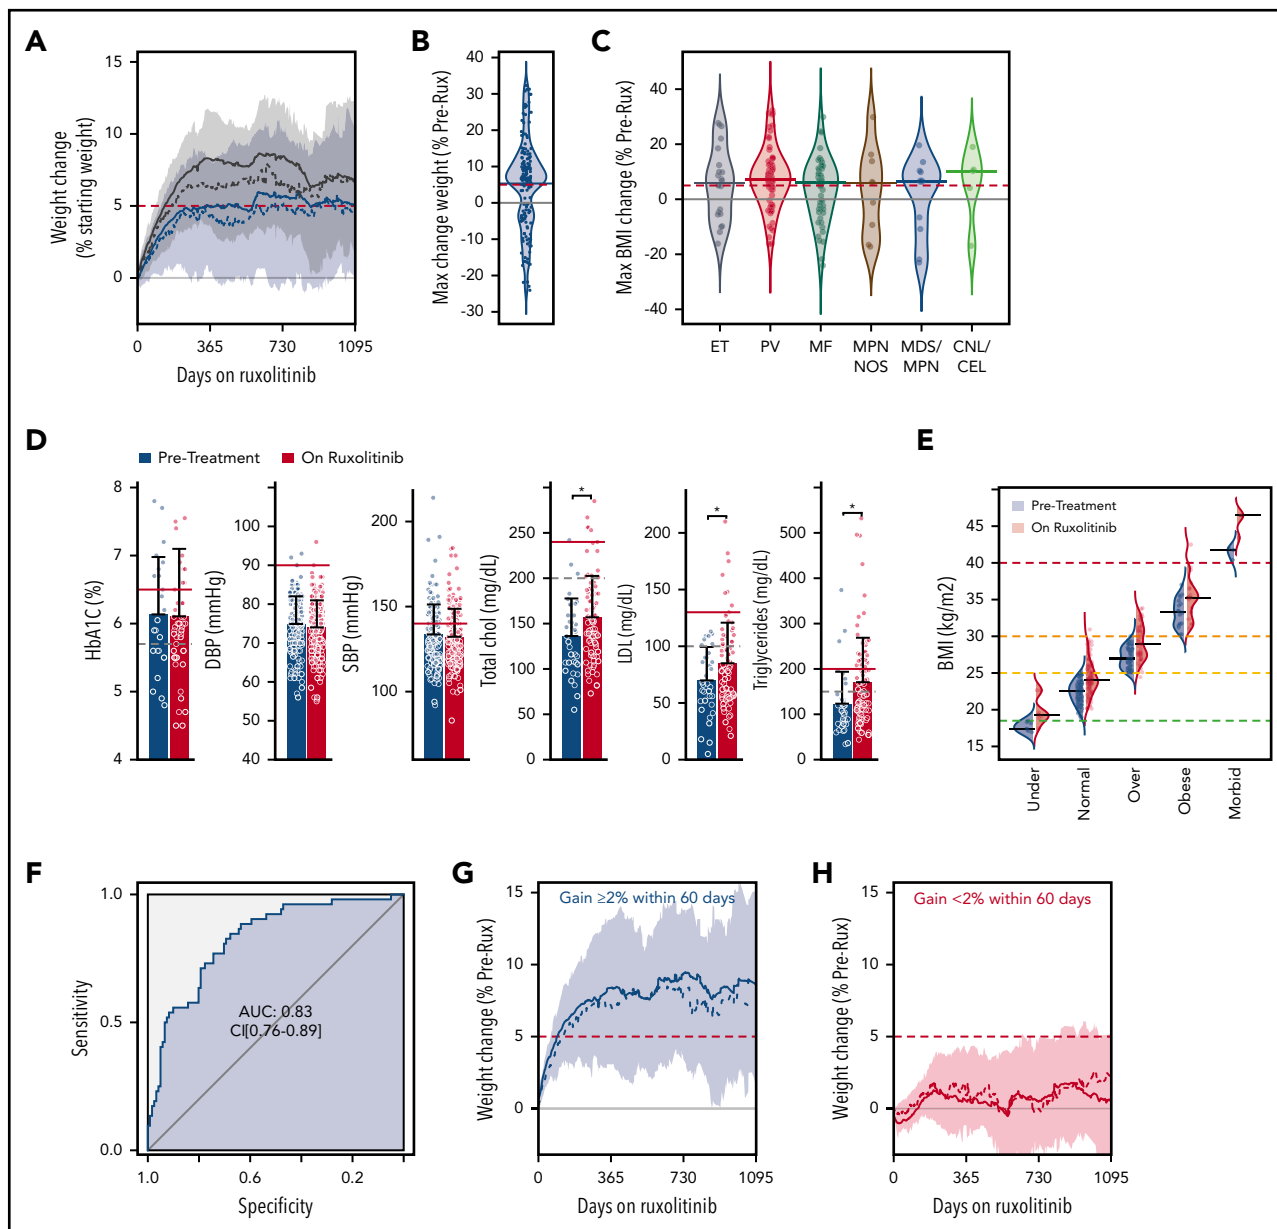 A
Weight change
(% starting weight)
15
10
5
0
0
365
730
1095
Days on ruxolitinib
B
Max change weight (% Pre-Rux)
40
30
20
10
0
-10
-20
-30
C
Max BMI change (% Pre-Rux)
40
20
0
-20
-40
ET
PV
MF
MPN
NOS
MDS/
MPN
CNL/
CEL
D
Pre-Treatment
On Ruxolitinib
HbA1C (%)
8
7
6
5
4
DBP (mmHg)
110
100
90
80
70
60
50
40
SBP (mmHg)
200
150
100
Total chol (mg/dL)
300
250
200
150
100
50
0
*
LDL (mg/dL)
200
150
100
50
0
*
Triglycerides (mg/dL)
500
400
300
200
100
0
*
E
Pre-Treatment
On Ruxolitinib
BMI (kg/m2)
45
40
30
25
20
15
Under
Normal
Over
Obese
Morbid
F
Sensitivity
1.0
0.5
0.0
AUC: 0.83
CI[0.76-0.89]
1.0
0.6
0.2
Specificity
G
Gain ≥2% within 60 days
Weight change (% Pre-Rux)
15
10
5
0
0
365
730
1095
Days on ruxolitinib
H
Gain <2% within 60 days
Weight change (% Pre-Rux)
15
10
5
0
0
365
730
1095
Days on ruxolitinib